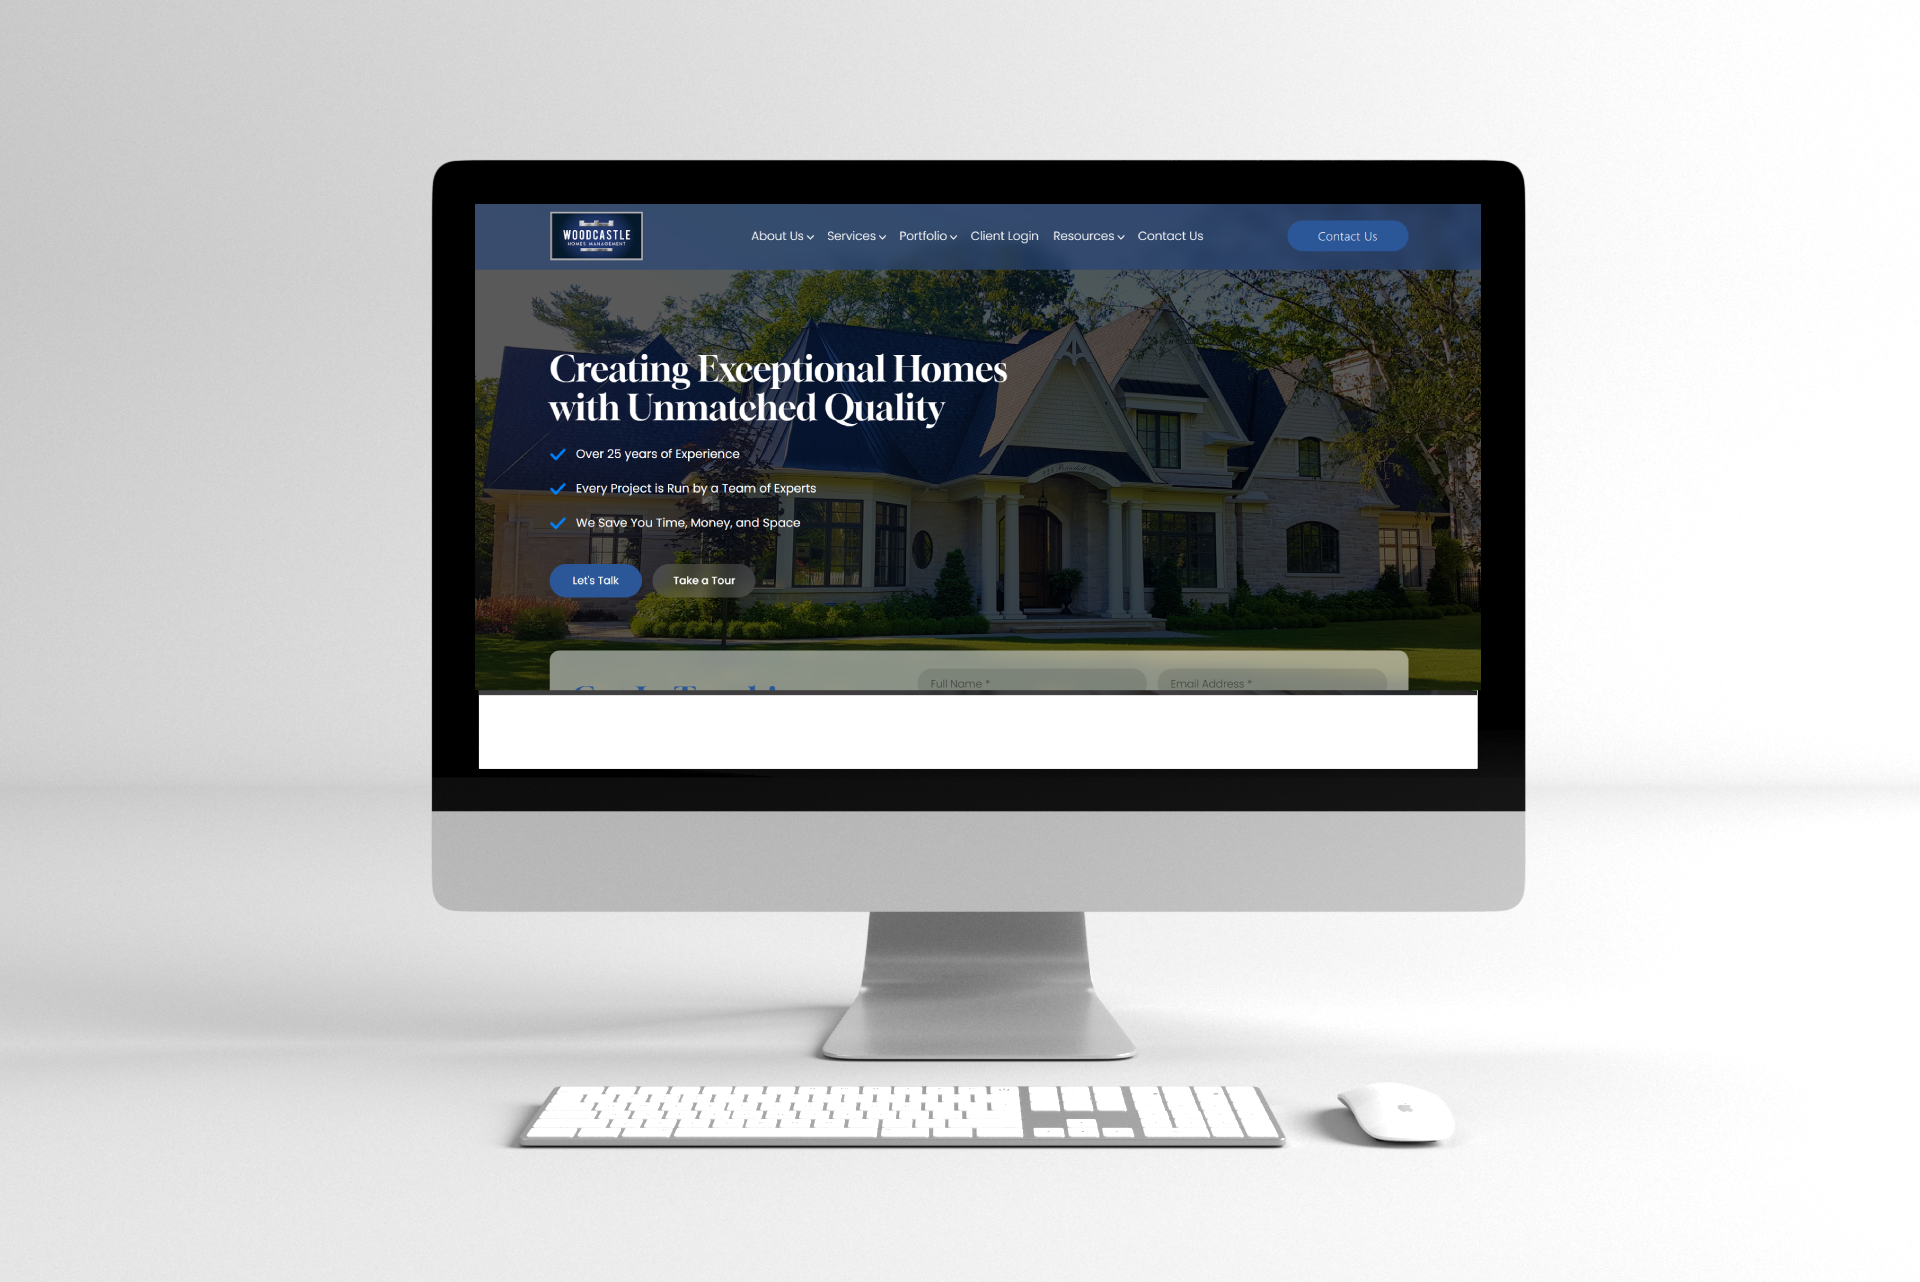 WOODCASTLE
HOMES MANAGEMENT
About Us
Services
Portfolio
Client Login
Resources
Contact Us
Contact Us
Creating Exceptional Homes
with Unmatched Quality
Over 25 years of Experience
Every Project is Run by a Team of Experts
We Save You Time, Money, and Space
Let's Talk
Take a Tour
Full Name *
Email Address *